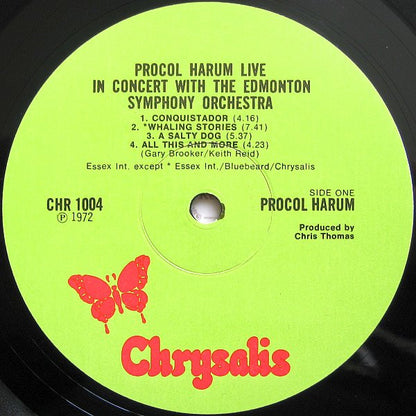 PROCOL HARUM LIVE
IN CONCERT WITH THE EDMONTON
SYMPHONY ORCHESTRA
1. CONQUISTADOR (4.16)
2. *WHALING STORIES (7.41)
3. A SALTY DOG (5.37)
4. ALL THIS AND MORE (4.23)
(Gary Brooker/Keith Reid)
Essex Int. except * Essex Int./Bluebeard/Chrysalis
CHR 1004
Ⓟ 1972
SIDE ONE
PROCOL HARUM
Produced by
Chris Thomas
Chrysalis